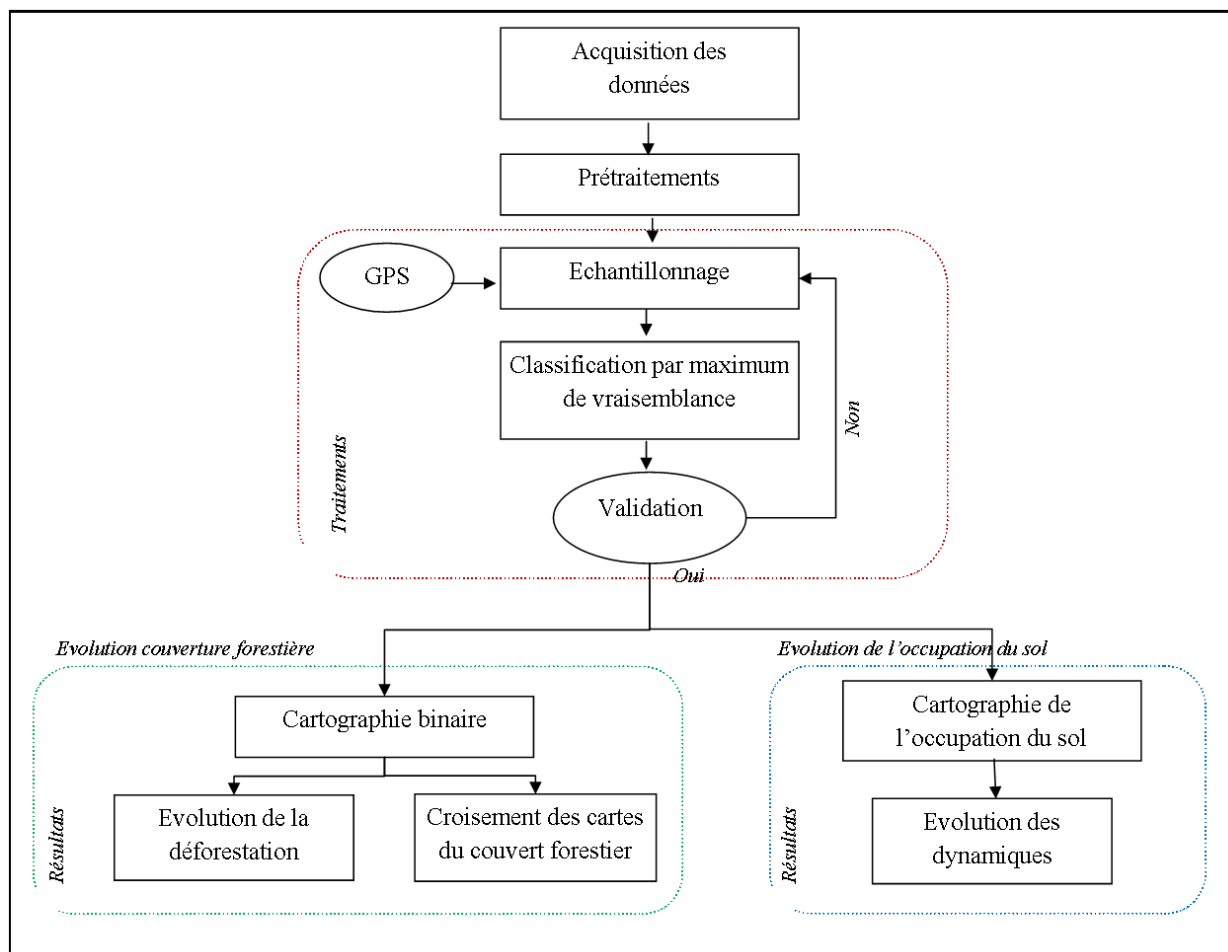 Acquisition des
données
Prétraitements
GPS
Echantillonnage
Classification par maximum
de vraisemblance
Non
Traitements
Validation
Oui
Evolution couverture forestière
Evolution de l’occupation du sol
Cartographie binaire
Cartographie de
l’occupation du sol
Evolution de la
déforestation
Croisement des cartes
du couvert forestier
Evolution des
dynamiques
Résultats
Résultats